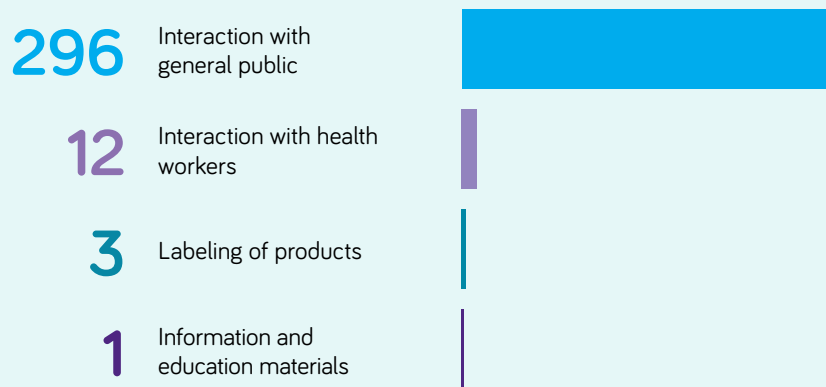 296
Interaction with
general public
12
Interaction with health
workers
3
Labeling of products
1
Information and
education materials